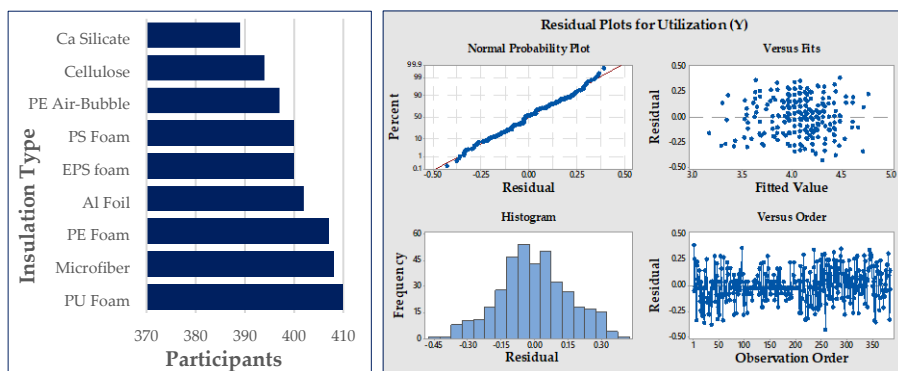 Insulation Type
Ca Silicate
Cellulose
PE Air-Bubble
PS Foam
EPS foam
Al Foil
PE Foam
Microfiber
PU Foam
370 380 390 400 410
Participants
Residual Plots for Utilization (Y)
Normal Probability Plot
Percent
99.9
99
90
50
10
1
0.1
-0.50 -0.25 0.00 0.25 0.50
Residual
Versus Fits
Residual
0.50
0.25
0.00
-0.25
-0.50
3.0 3.5 4.0 4.5 5.0
Fitted Value
Histogram
Frequency
60
45
30
15
0
-0.45 -0.30 -0.15 0.00 0.15 0.30
Residual
Versus Order
Residual
0.50
0.25
0.00
-0.25
-0.50
1 50 100 150 200 250 300 350
Observation Order